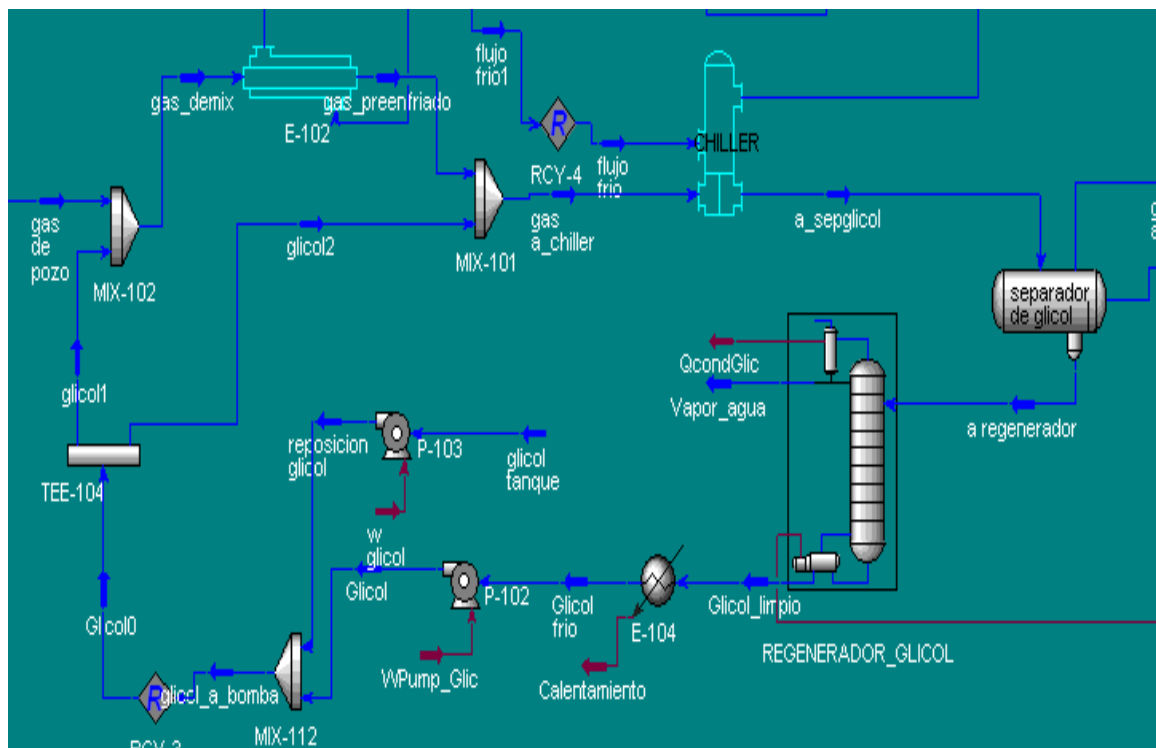 gas_demix
gas_preenfriado
E-102
flujo
frio1
RCY-4
flujo
frio
CHILLER
gas
de
pozo
MIX-102
glicol2
MIX-101
gas
a_chiller
a_sepglicol
separador
de glicol
glicol1
QcondGlic
Vapor_agua
a regenerador
reposicion
glicol
P-103
glicol
tanque
TEE-104
w
glicol
Glicol
P-102
Glicol
frio
E-104
Glicol_limpio
REGENERADOR_GLICOL
Glicol0
WPump_Glic
Calentamiento
R
glicol_a_bomba
MIX-112
R